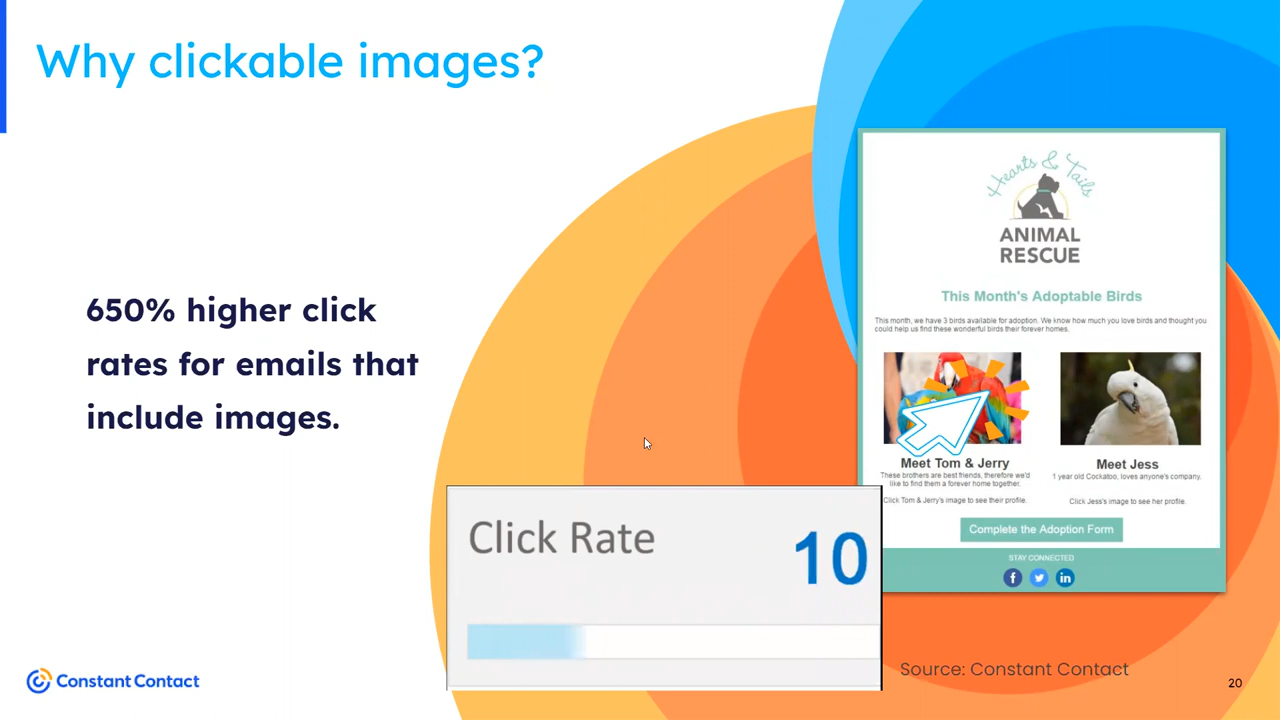 Why clickable images?
650% higher click
rates for emails that
include images.
Hearts & Tails
ANIMAL
RESCUE
This Month's Adoptable Birds
This month, we have 3 birds available for adoption. We know how much you love birds and thought you
could help us find these wonderful birds their forever homes.
Meet Tom & Jerry
These brothers are best friends, therefore we'd
like to find them a forever home together.
Click Tom & Jerry's image to see their profile.
Meet Jess
1 year old Cockatoo, loves anyone's company.
Click Jess's image to see her profile.
Complete the Adoption Form
STAY CONNECTED
f
in
Click Rate
10
Source: Constant Contact
Constant Contact
20